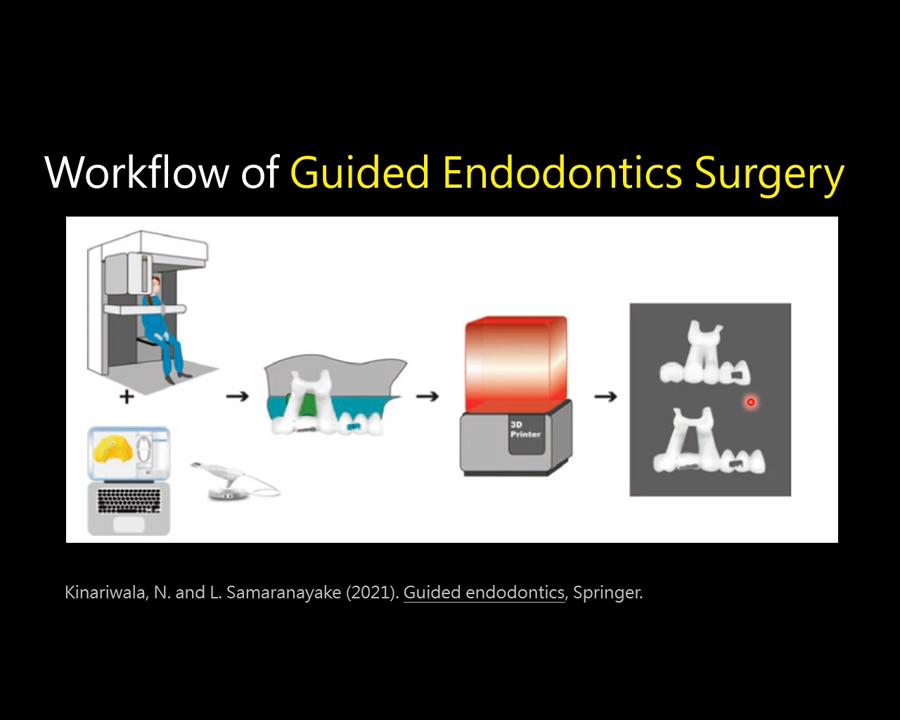 Workflow of Guided Endodontics Surgery
3D
Printer
Kinariwala, N. and L. Samaranayake (2021). Guided endodontics, Springer.